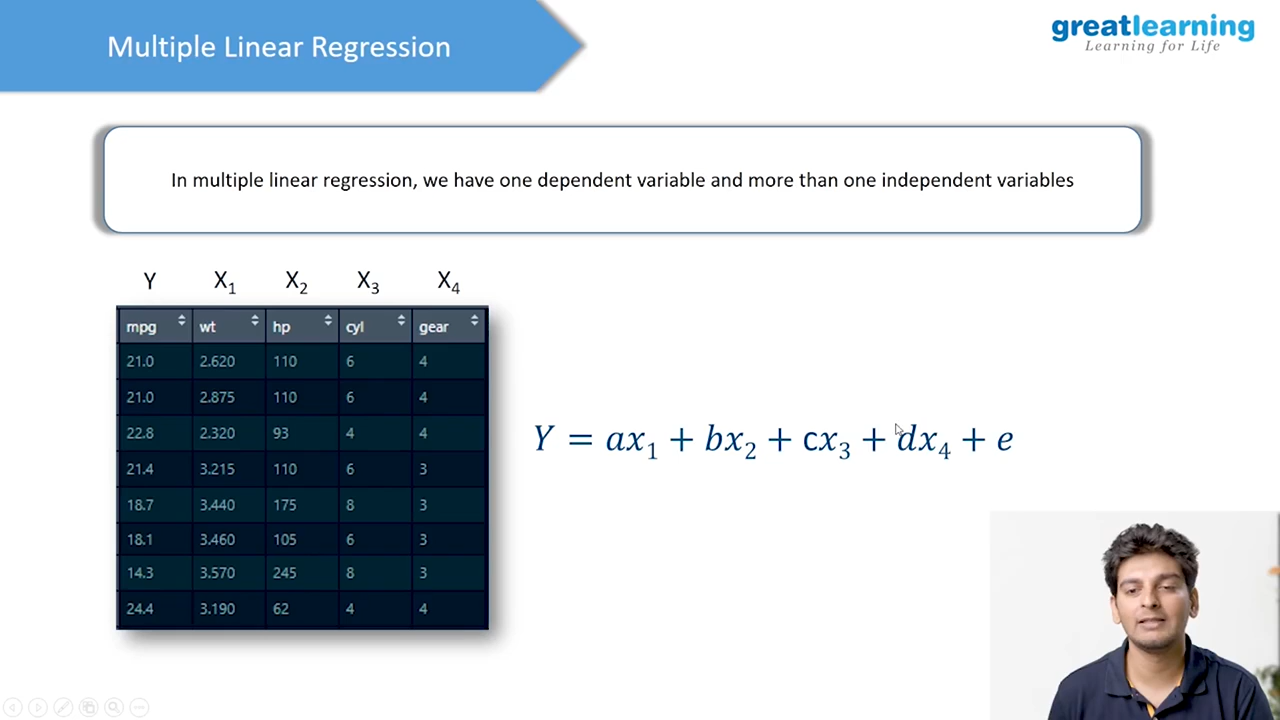 Multiple Linear Regression
greatlearning
Learning for Life
In multiple linear regression, we have one dependent variable and more than one independent variables
Y X₁ X₂ X₃ X₄
mpg wt hp cyl gear
21.0 2.620 110 6 4
21.0 2.875 110 6 4
22.8 2.320 93 4 4
21.4 3.215 110 6 3
18.7 3.440 175 8 3
18.1 3.460 105 6 3
14.3 3.570 245 8 3
24.4 3.190 62 4 4
Y = ax₁ + bx₂ + cx₃ + dx₄ + e